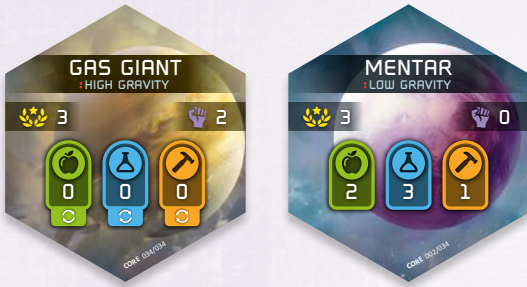 GAS GIANT
:HIGH GRAVITY
3 2
0 0 0
CORE 034/034
MENTAR
:LOW GRAVITY
3 0
2 3 1
CORE 002/034